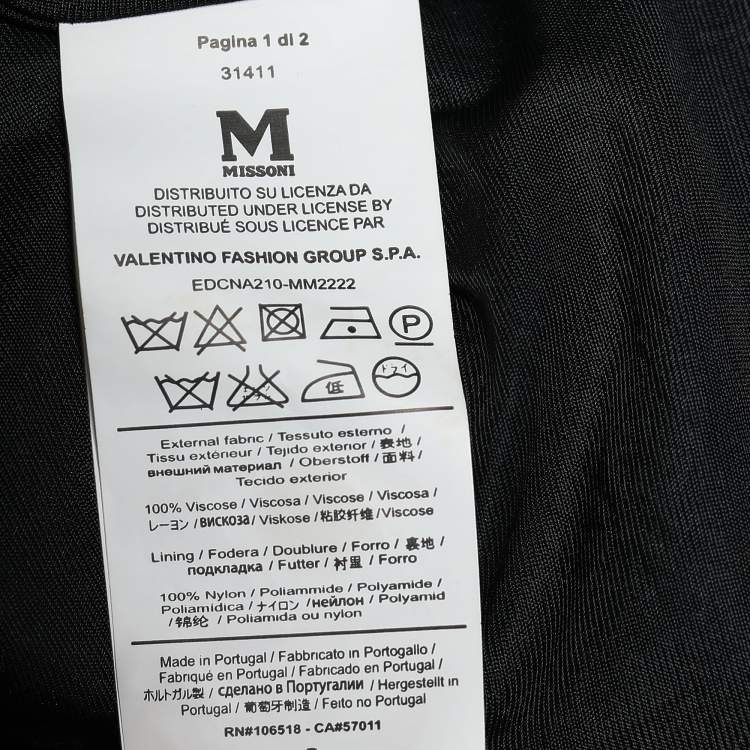 Pagina 1 di 2
31411
M
MISSONI
DISTRIBUITO SU LICENZA DA
DISTRIBUTED UNDER LICENSE BY
DISTRIBUÉ SOUS LICENCE PAR
VALENTINO FASHION GROUP S.P.A.
EDCNA210-MM2222
P
低 ドライ
External fabric / Tessuto esterno /
Tissu extérieur / Tejido exterior / 表地 /
внешний материал / Oberstoff / 面料 /
Tecido exterior
100% Viscose / Viscosa / Viscose / Viscosa /
レーヨン / вискоза / Viskose / 粘胶纤维 / Viscose
Lining / Fodera / Doublure / Forro / 裏地 /
подкладка / Futter / 衬里 / Forro
100% Nylon / Poliammide / Polyamide /
Poliamídica / ナイロン / нейлон / Polyamid
/ 锦纶 / Poliamida ou nylon
Made in Portugal / Fabbricato in Portogallo /
Fabriqué en Portugal / Fabricado en Portugal /
ホルトガル製 / сделано в Португалии / Hergestellt in
Portugal / 葡萄牙制造 / Feito no Portugal
RN#106518 - CA#57011